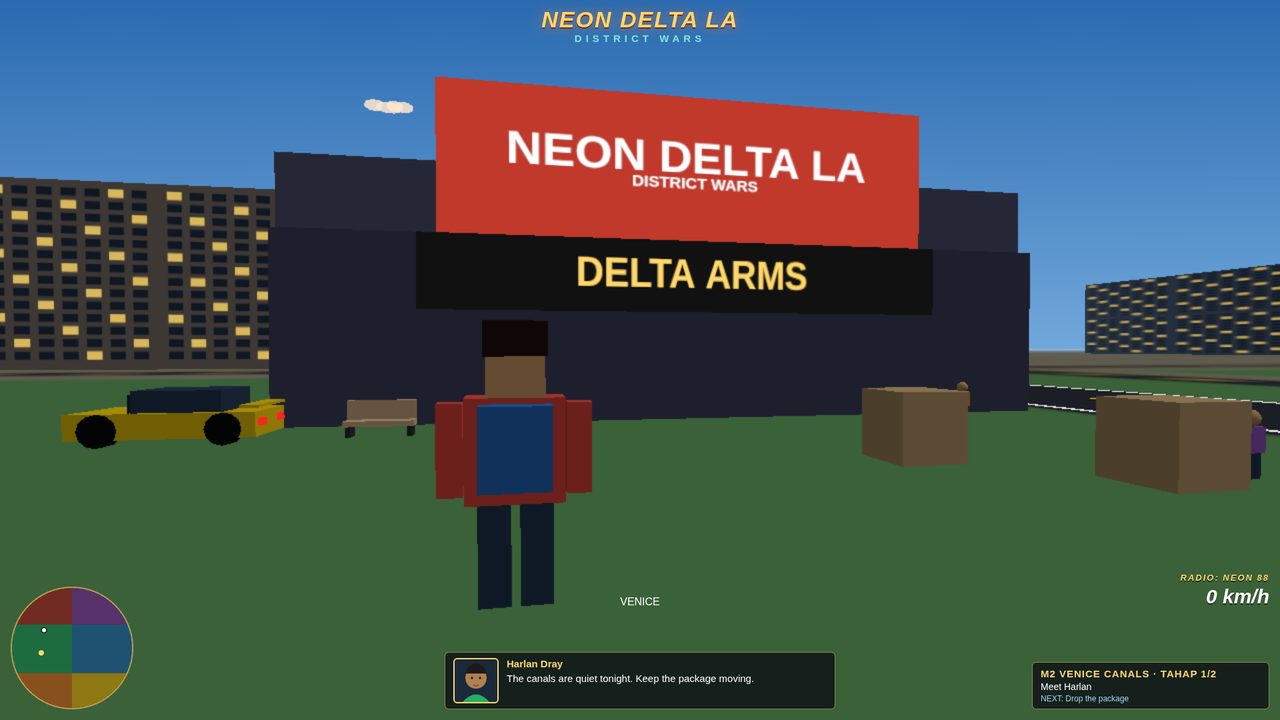 NEON DELTA LA
DISTRICT WARS
NEON DELTA LA
DISTRICT WARS
DELTA ARMS
VENICE
RADIO: NEON 88
0 km/h
Harlan Dray
The canals are quiet tonight. Keep the package moving.
M2 VENICE CANALS · TAHAP 1/2
Meet Harlan
NEXT: Drop the package